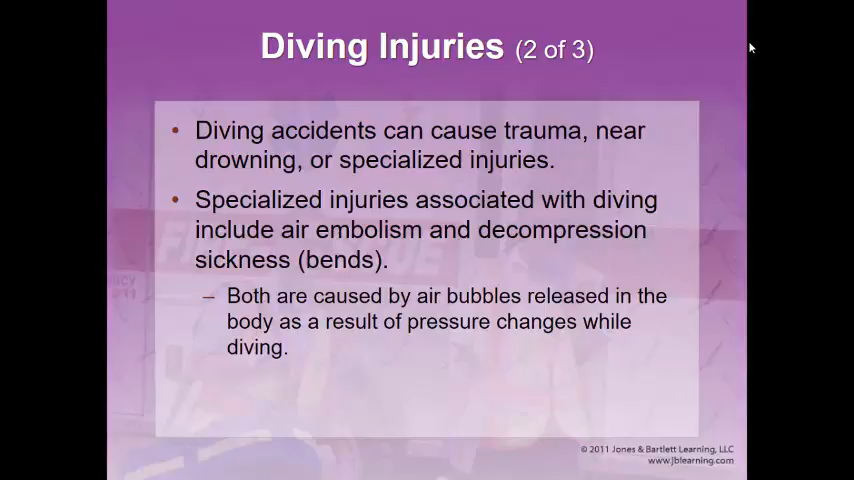 Diving Injuries (2 of 3)
• Diving accidents can cause trauma, near
drowning, or specialized injuries.
• Specialized injuries associated with diving
include air embolism and decompression
sickness (bends).
– Both are caused by air bubbles released in the
body as a result of pressure changes while
diving.
© 2011 Jones & Bartlett Learning, LLC
www.jblearning.com